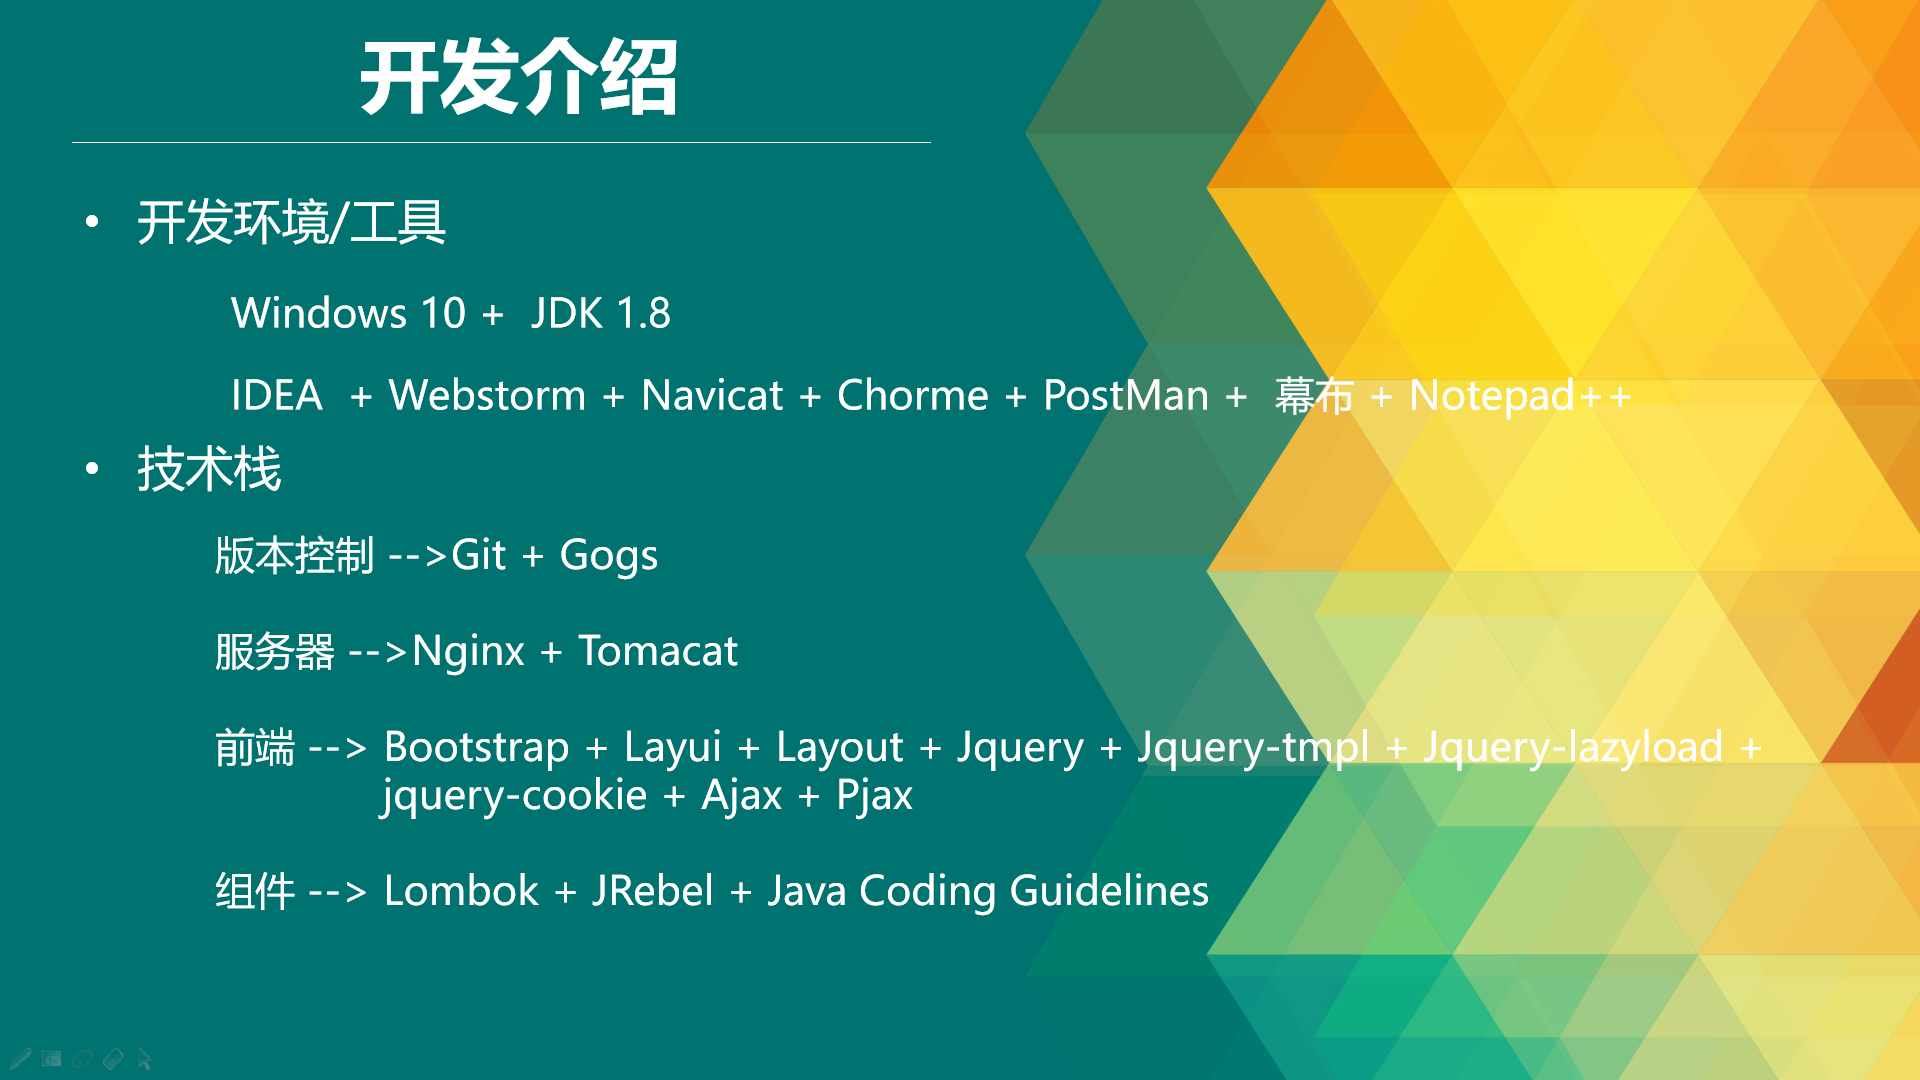 开发介绍
• 开发环境/工具
Windows 10 + JDK 1.8
IDEA + Webstorm + Navicat + Chorme + PostMan + 幕布 + Notepad++
• 技术栈
版本控制 -->Git + Gogs
服务器 -->Nginx + Tomacat
前端 --> Bootstrap + Layui + Layout + Jquery + Jquery-tmpl + Jquery-lazyload +
jquery-cookie + Ajax + Pjax
组件 --> Lombok + JRebel + Java Coding Guidelines